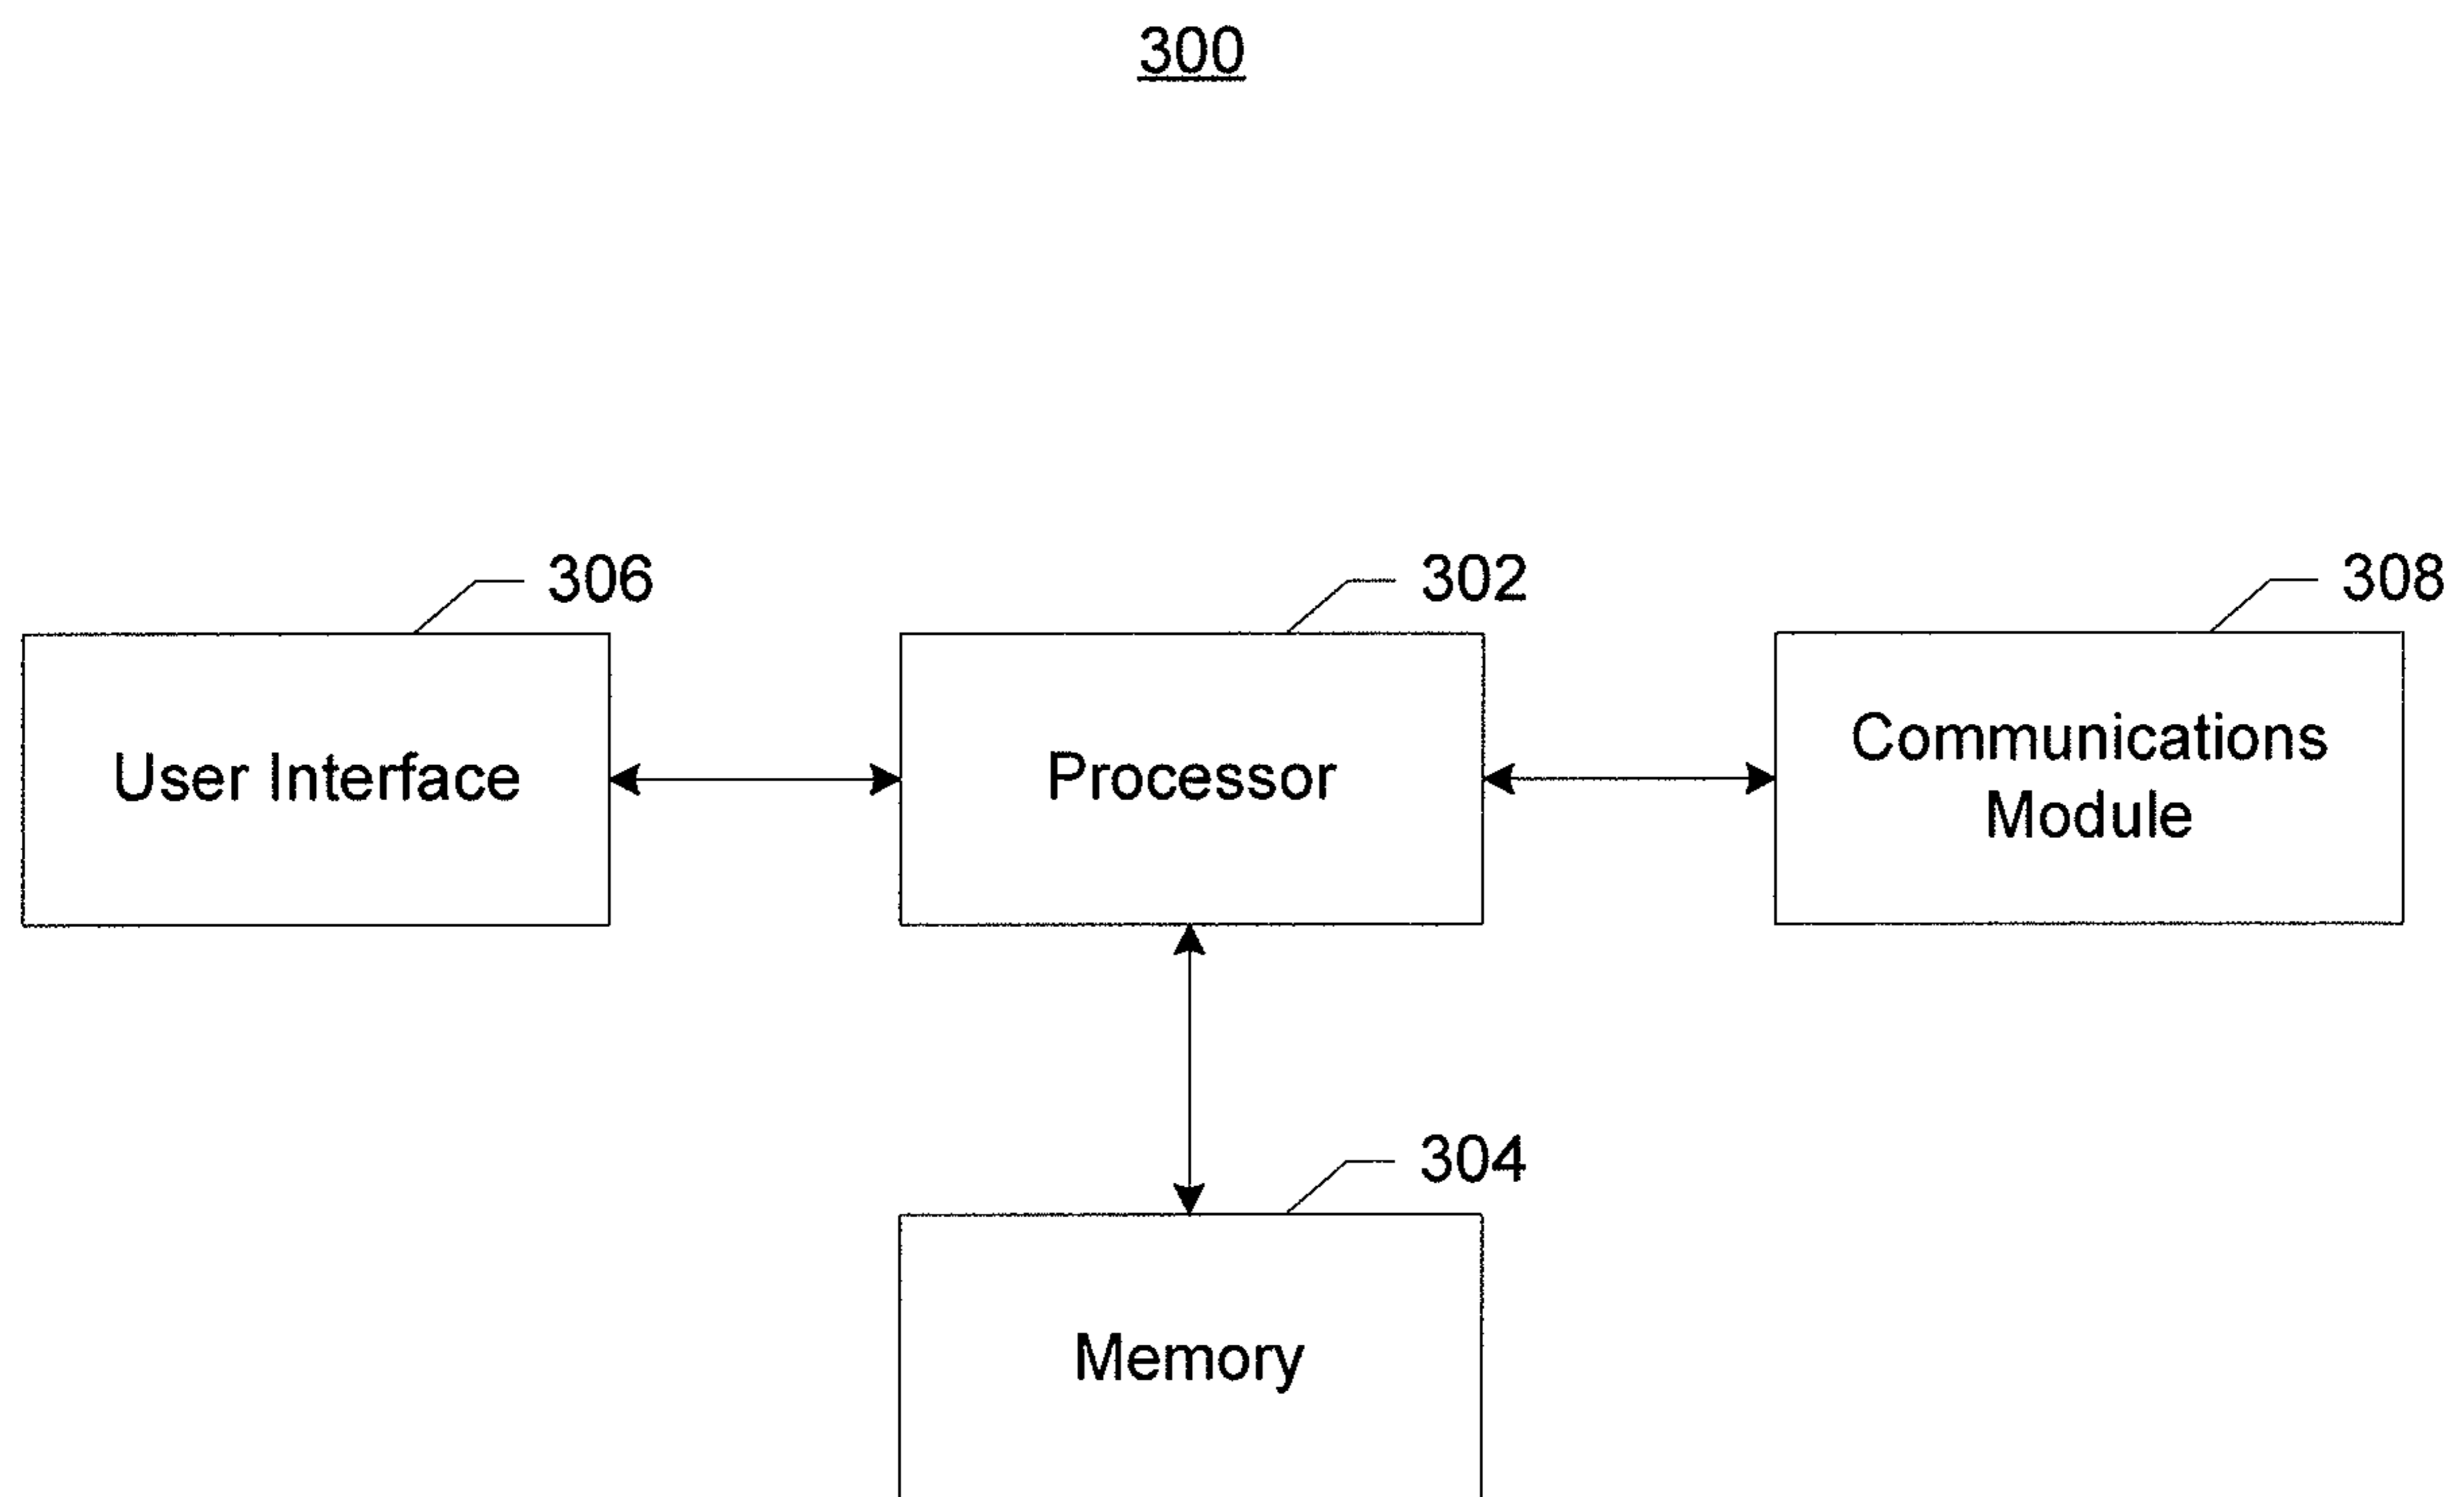 300
306
302
308
User Interface
Processor
Communications
Module
304
Memory